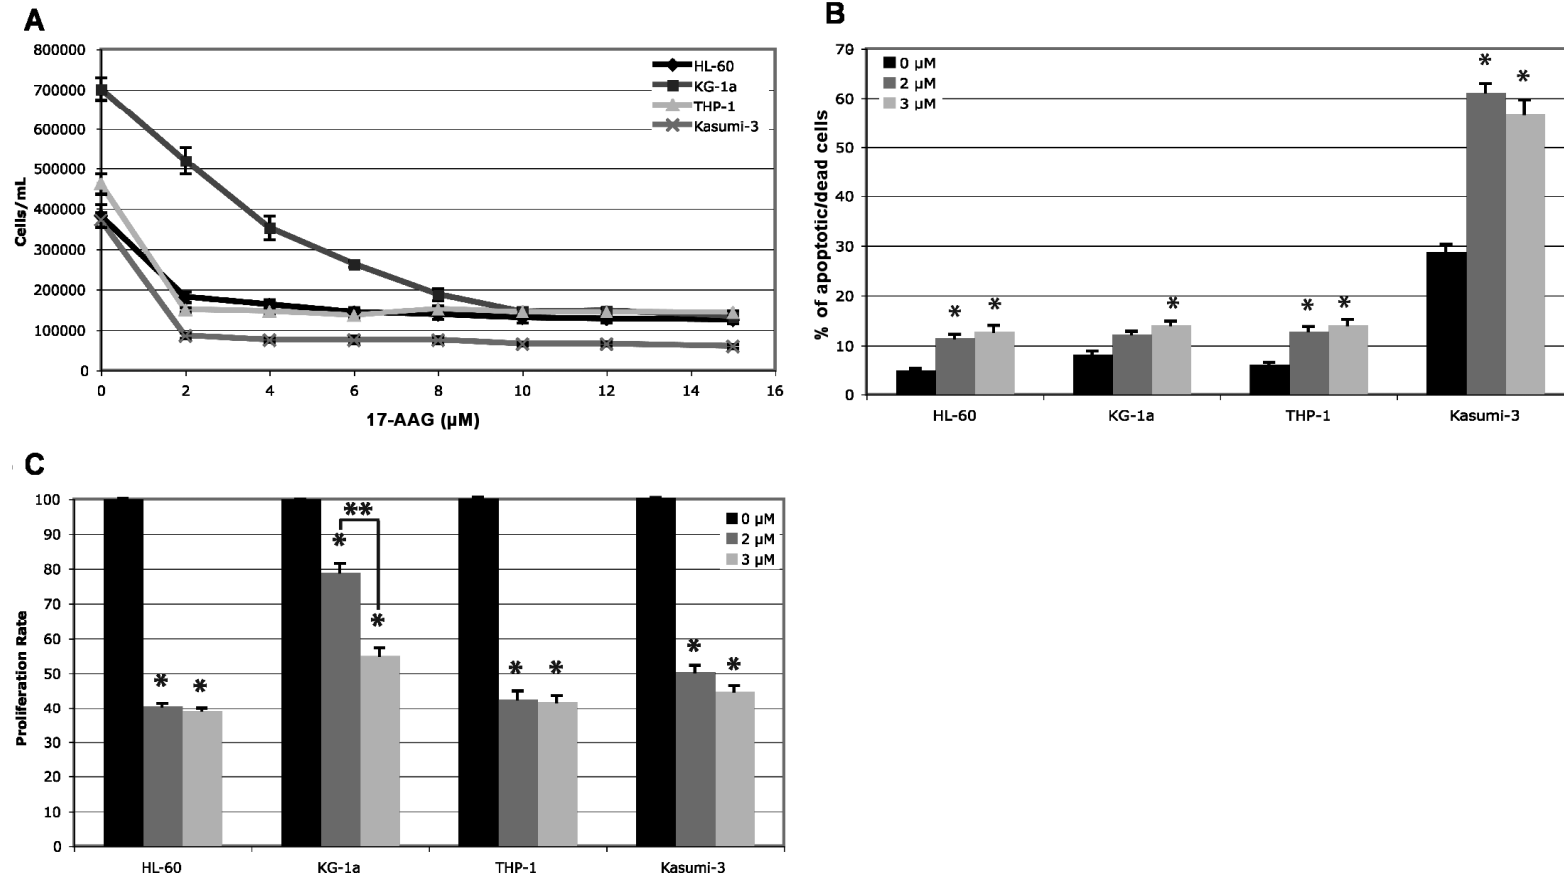 A
800000
700000
600000
500000
400000
300000
200000
100000
0
Cells/mL
0 2 4 6 8 10 12 14 16
17-AAG (µM)
HL-60
KG-1a
THP-1
Kasumi-3
B
70
60
50
40
30
20
10
0
% of apoptotic/dead cells
0 µM
2 µM
3 µM
* * * * * * *
HL-60 KG-1a THP-1 Kasumi-3
C
100
90
80
70
60
50
40
30
20
10
0
Proliferation Rate
0 µM
2 µM
3 µM
**
* * * * * * * *
HL-60 KG-1a THP-1 Kasumi-3